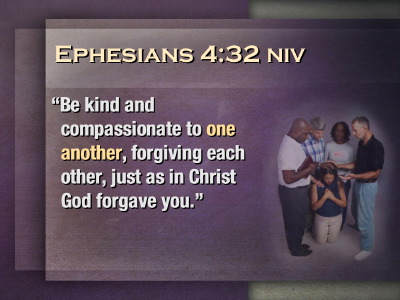 EPHESIANS 4:32 NIV
“Be kind and
compassionate to one
another, forgiving each
other, just as in Christ
God forgave you.”